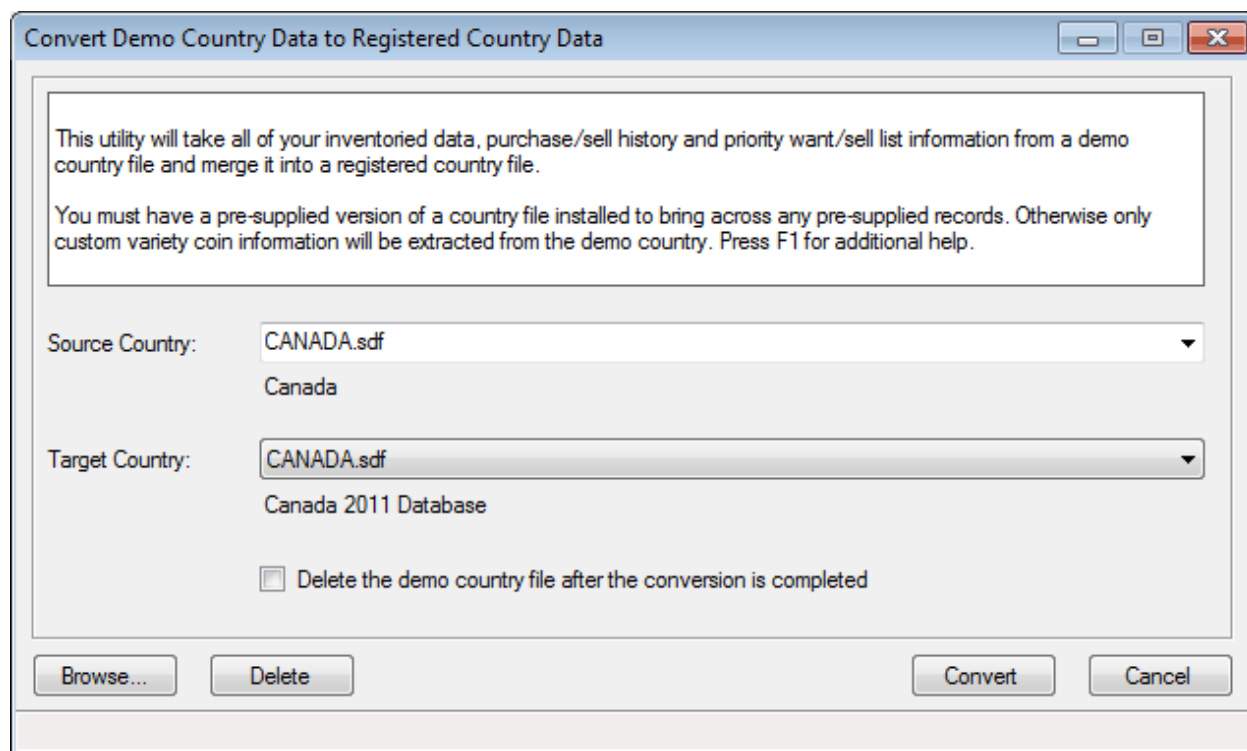 Convert Demo Country Data to Registered Country Data
This utility will take all of your inventoried data, purchase/sell history and priority want/sell list information from a demo
country file and merge it into a registered country file.
You must have a pre-supplied version of a country file installed to bring across any pre-supplied records. Otherwise only
custom variety coin information will be extracted from the demo country. Press F1 for additional help.
Source Country: CANADA.sdf
Canada
Target Country: CANADA.sdf
Canada 2011 Database
Delete the demo country file after the conversion is completed
Browse... Delete Convert Cancel